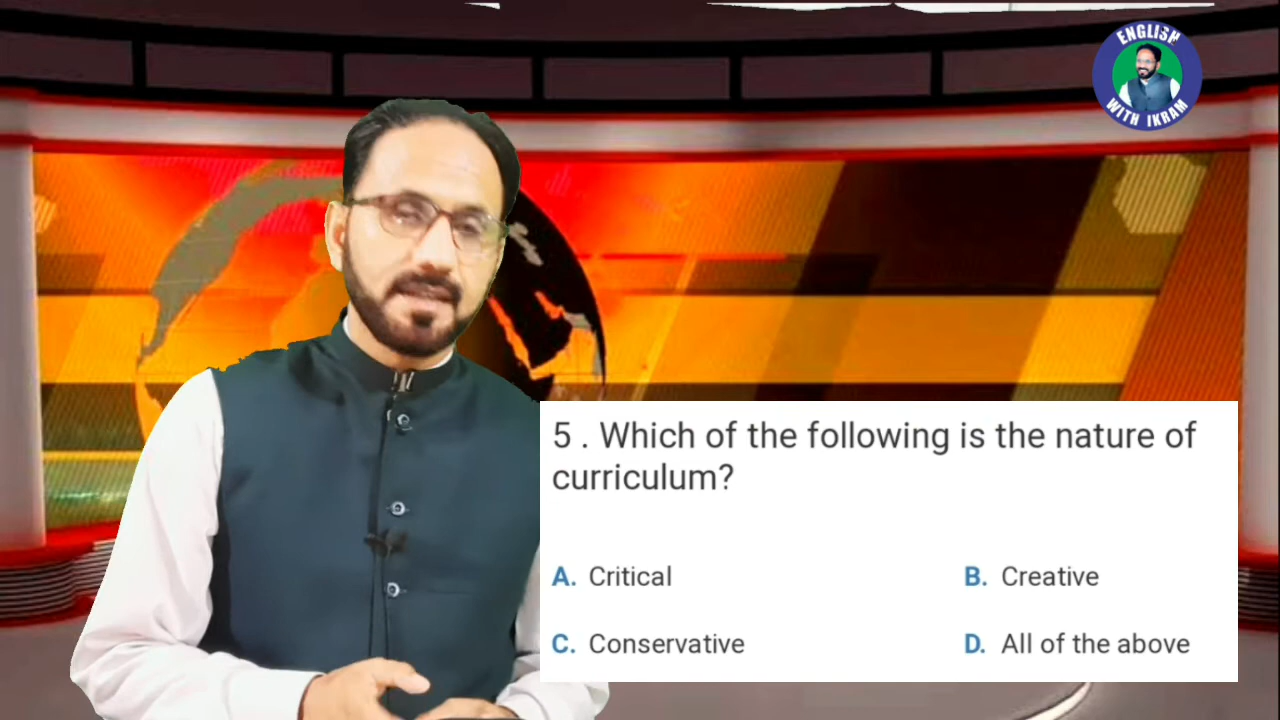 ENGLISH
WITH IKRAM
5 . Which of the following is the nature of
curriculum?
A. Critical
B. Creative
C. Conservative
D. All of the above